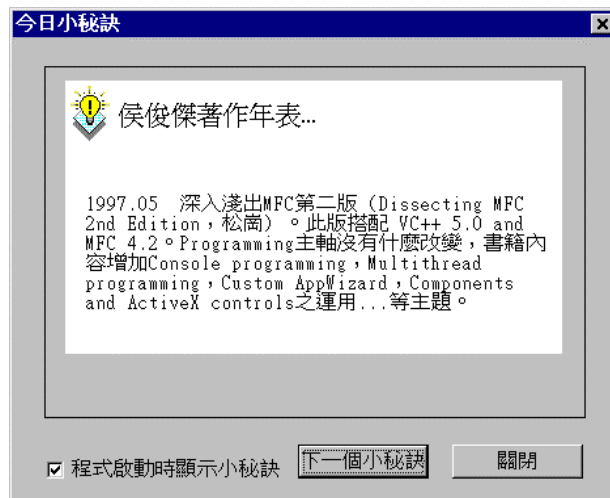 今日小秘訣
侯俊傑著作年表...
1997.05 深入淺出MFC第二版（Dissecting MFC
2nd Edition，松崗）。此版搭配 VC++ 5.0 and
MFC 4.2。Programming主軸沒有什麼改變，書籍內
容增加Console programming，Multithread
programming，Custom AppWizard，Components
and ActiveX controls之運用...等主題。
程式啟動時顯示小秘訣
下一個小秘訣
關閉